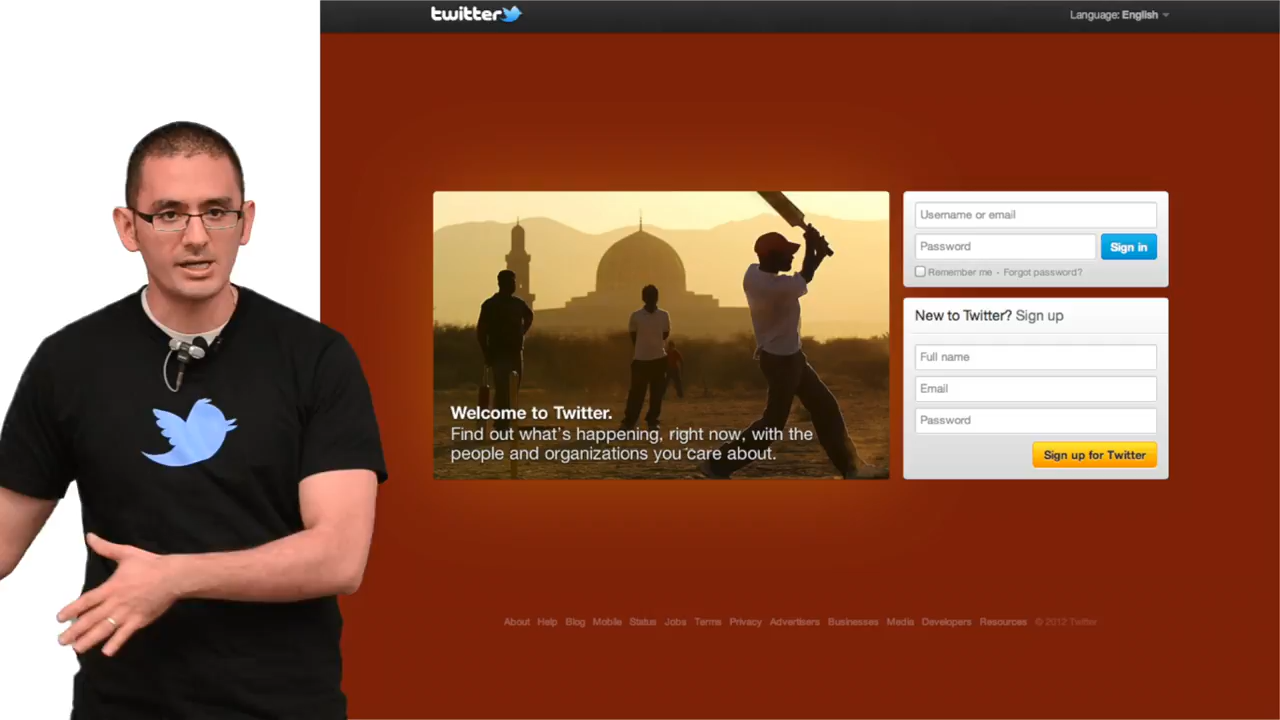 twitter
Language: English
Username or email
Password
Sign in
Remember me · Forgot password?
New to Twitter? Sign up
Full name
Email
Password
Sign up for Twitter
Welcome to Twitter.
Find out what's happening, right now, with the
people and organizations you care about.
About Help Blog Mobile Status Jobs Terms Privacy Advertisers Businesses Media Developers Resources © 2012 Twitter